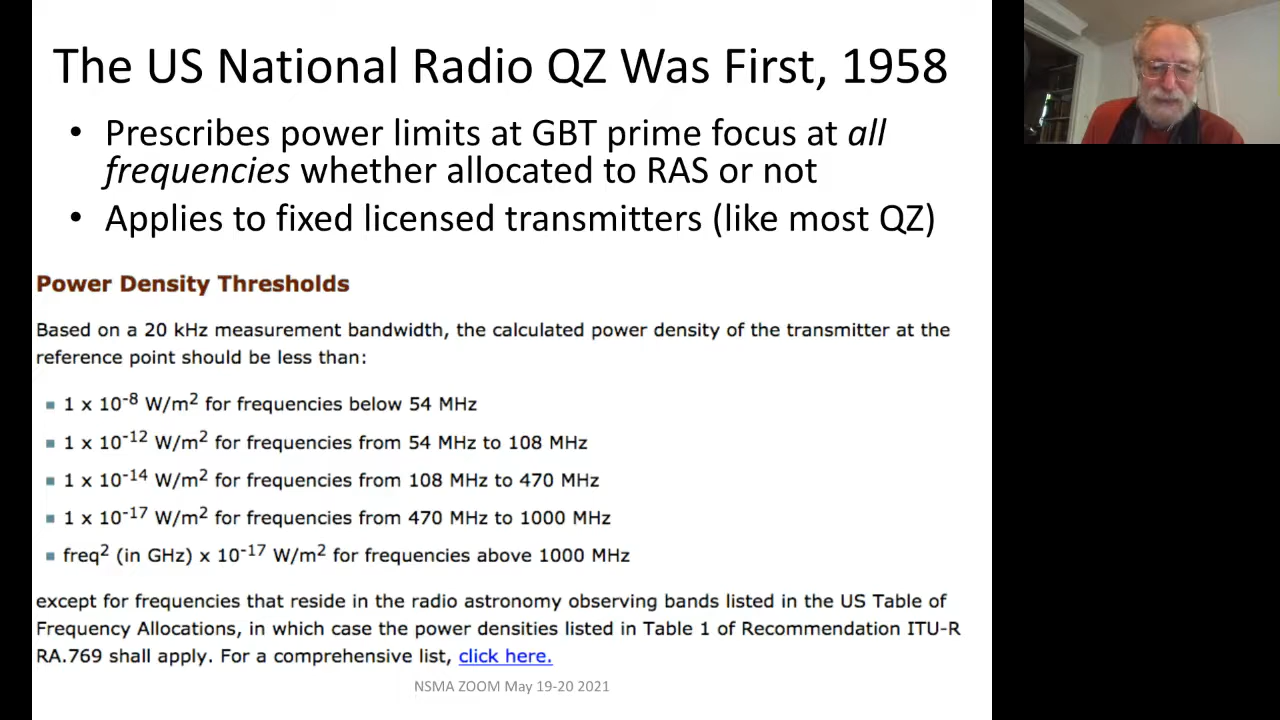 The US National Radio QZ Was First, 1958
• Prescribes power limits at GBT prime focus at all
frequencies whether allocated to RAS or not
• Applies to fixed licensed transmitters (like most QZ)
Power Density Thresholds
Based on a 20 kHz measurement bandwidth, the calculated power density of the transmitter at the
reference point should be less than:
▪ 1 x 10⁻⁸ W/m² for frequencies below 54 MHz
▪ 1 x 10⁻¹² W/m² for frequencies from 54 MHz to 108 MHz
▪ 1 x 10⁻¹⁴ W/m² for frequencies from 108 MHz to 470 MHz
▪ 1 x 10⁻¹⁷ W/m² for frequencies from 470 MHz to 1000 MHz
▪ freq² (in GHz) x 10⁻¹⁷ W/m² for frequencies above 1000 MHz
except for frequencies that reside in the radio astronomy observing bands listed in the US Table of
Frequency Allocations, in which case the power densities listed in Table 1 of Recommendation ITU-R
RA.769 shall apply. For a comprehensive list, click here.
NSMA ZOOM May 19-20 2021